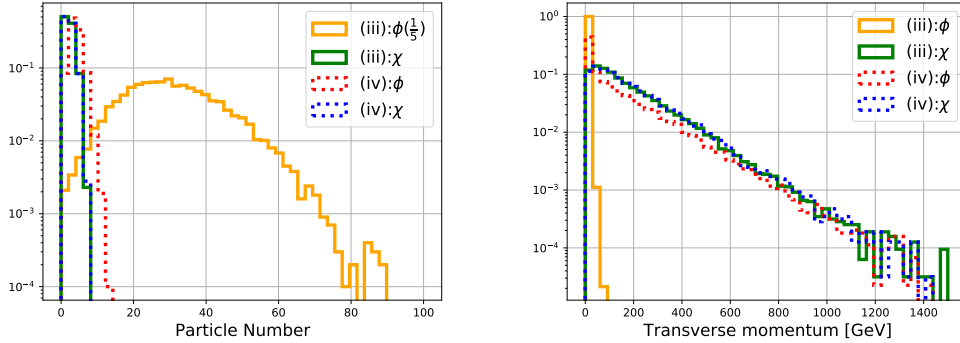 (iii):ϕ(1/5)
(iii):χ
(iv):ϕ
(iv):χ
10⁻¹
10⁻²
10⁻³
10⁻⁴
0 20 40 60 80 100
Particle Number
(iii):ϕ
(iii):χ
(iv):ϕ
(iv):χ
10⁰
10⁻¹
10⁻²
10⁻³
10⁻⁴
0 200 400 600 800 1000 1200 1400
Transverse momentum [GeV]